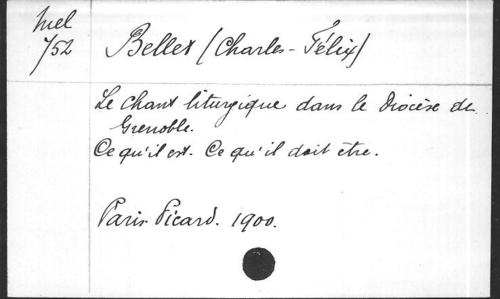 Mel
752
Bellet (Charles-Félix)
Le Chant liturgique dans le Diocèse de
Grenoble.
Ce qu'il est. Ce qu'il doit être.
Paris Picard. 1900.